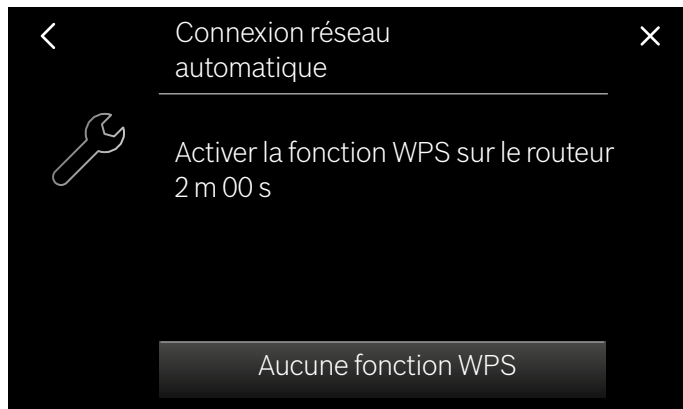 Connexion réseau
automatique
Activer la fonction WPS sur le routeur
2 m 00 s
Aucune fonction WPS